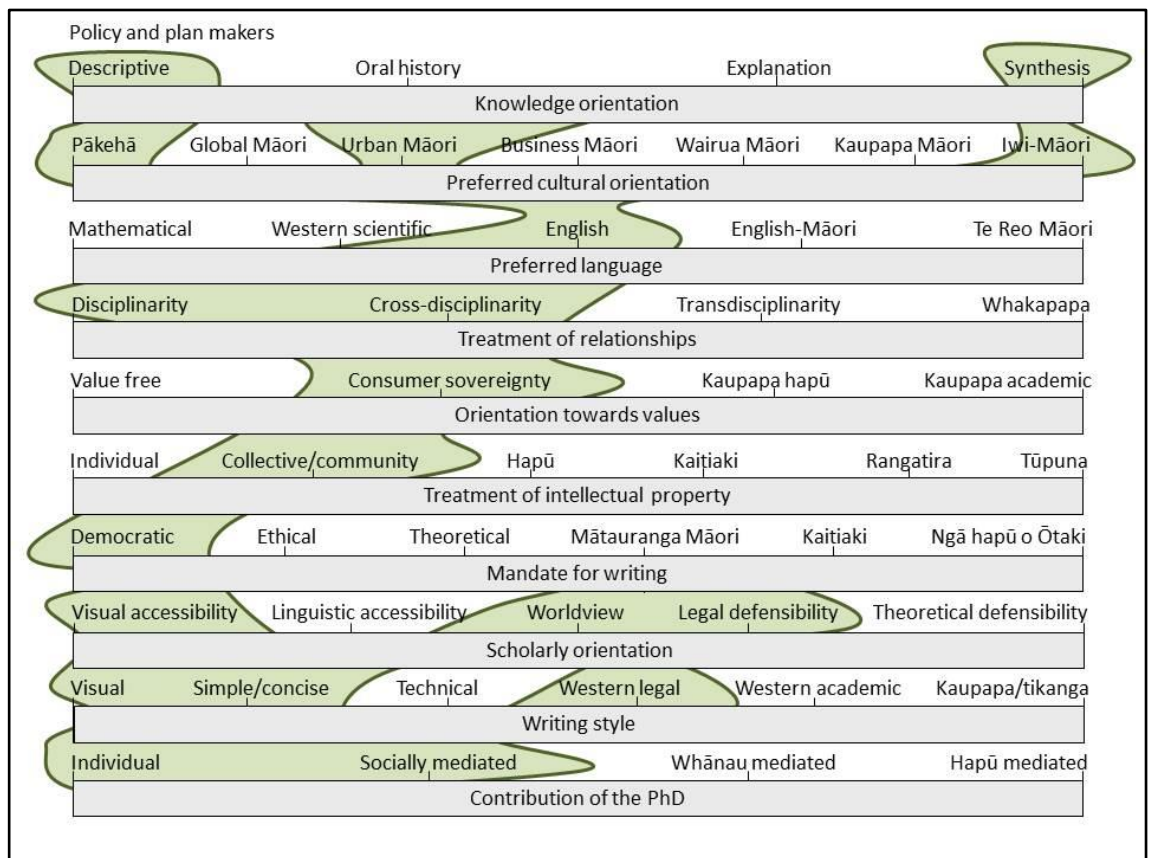 Policy and plan makers
Descriptive Oral history Explanation Synthesis
Knowledge orientation
Pākehā Global Māori Urban Māori Business Māori Wairua Māori Kaupapa Māori Iwi-Māori
Preferred cultural orientation
Mathematical Western scientific English English-Māori Te Reo Māori
Preferred language
Disciplinarity Cross-disciplinarity Transdisciplinarity Whakapapa
Treatment of relationships
Value free Consumer sovereignty Kaupapa hapū Kaupapa academic
Orientation towards values
Individual Collective/community Hapū Kaitiaki Rangatira Tūpuna
Treatment of intellectual property
Democratic Ethical Theoretical Mātauranga Māori Kaitiaki Ngā hapū o Ōtaki
Mandate for writing
Visual accessibility Linguistic accessibility Worldview Legal defensibility Theoretical defensibility
Scholarly orientation
Visual Simple/concise Technical Western legal Western academic Kaupapa/tikanga
Writing style
Individual Socially mediated Whānau mediated Hapū mediated
Contribution of the PhD